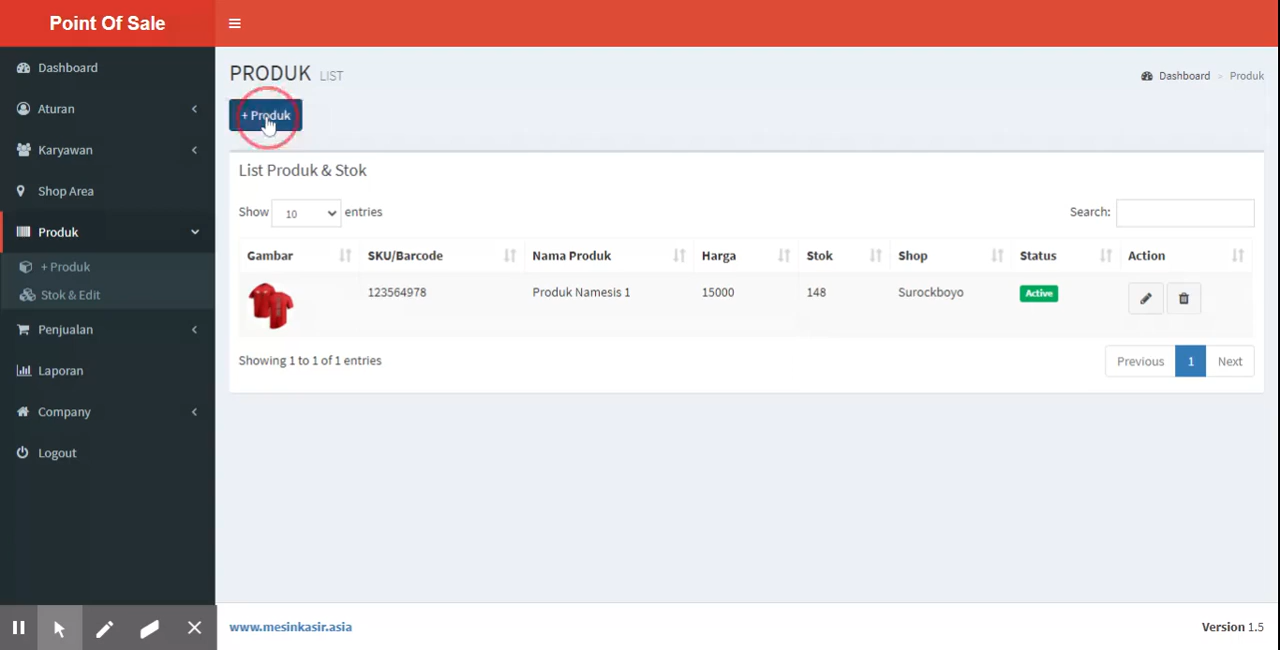 Point Of Sale
Dashboard
Aturan
Karyawan
Shop Area
Produk
+ Produk
Stok & Edit
Penjualan
Laporan
Company
Logout
PRODUK LIST
Dashboard > Produk
+ Produk
List Produk & Stok
Show 10 entries
Search:
Gambar SKU/Barcode Nama Produk Harga Stok Shop Status Action
123564978 Produk Namesis 1 15000 148 Surockboyo Active
Showing 1 to 1 of 1 entries
Previous 1 Next
www.mesinkasir.asia
Version 1.5